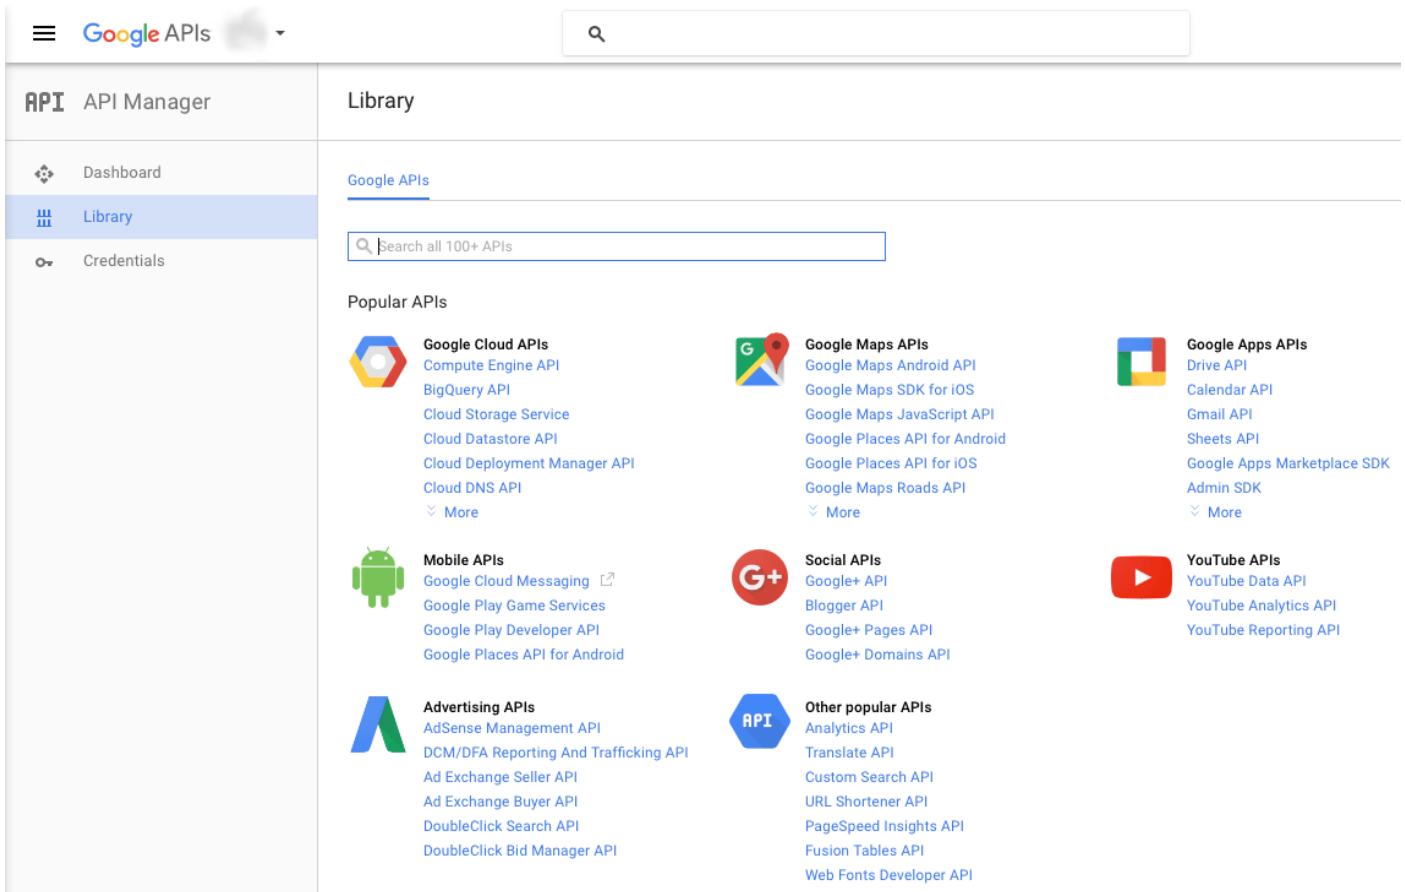 Google APIs
API API Manager
Library
Dashboard
Library
Credentials
Google APIs
Search all 100+ APIs
Popular APIs
Google Cloud APIs
Compute Engine API
BigQuery API
Cloud Storage Service
Cloud Datastore API
Cloud Deployment Manager API
Cloud DNS API
More
Google Maps APIs
Google Maps Android API
Google Maps SDK for iOS
Google Maps JavaScript API
Google Places API for Android
Google Places API for iOS
Google Maps Roads API
More
Google Apps APIs
Drive API
Calendar API
Gmail API
Sheets API
Google Apps Marketplace SDK
Admin SDK
More
Mobile APIs
Google Cloud Messaging
Google Play Game Services
Google Play Developer API
Google Places API for Android
G+
Social APIs
Google+ API
Blogger API
Google+ Pages API
Google+ Domains API
YouTube APIs
YouTube Data API
YouTube Analytics API
YouTube Reporting API
Advertising APIs
AdSense Management API
DCM/DFA Reporting And Trafficking API
Ad Exchange Seller API
Ad Exchange Buyer API
DoubleClick Search API
DoubleClick Bid Manager API
API
Other popular APIs
Analytics API
Translate API
Custom Search API
URL Shortener API
PageSpeed Insights API
Fusion Tables API
Web Fonts Developer API